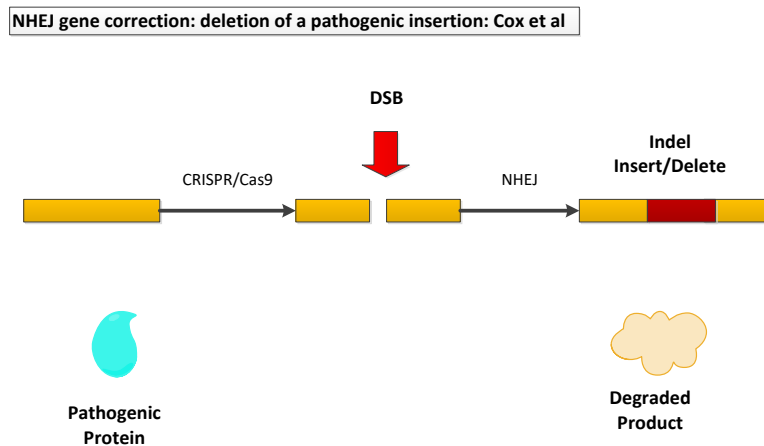 NHEJ gene correction: deletion of a pathogenic insertion: Cox et al
DSB
Indel
Insert/Delete
CRISPR/Cas9
NHEJ
Pathogenic
Protein
Degraded
Product